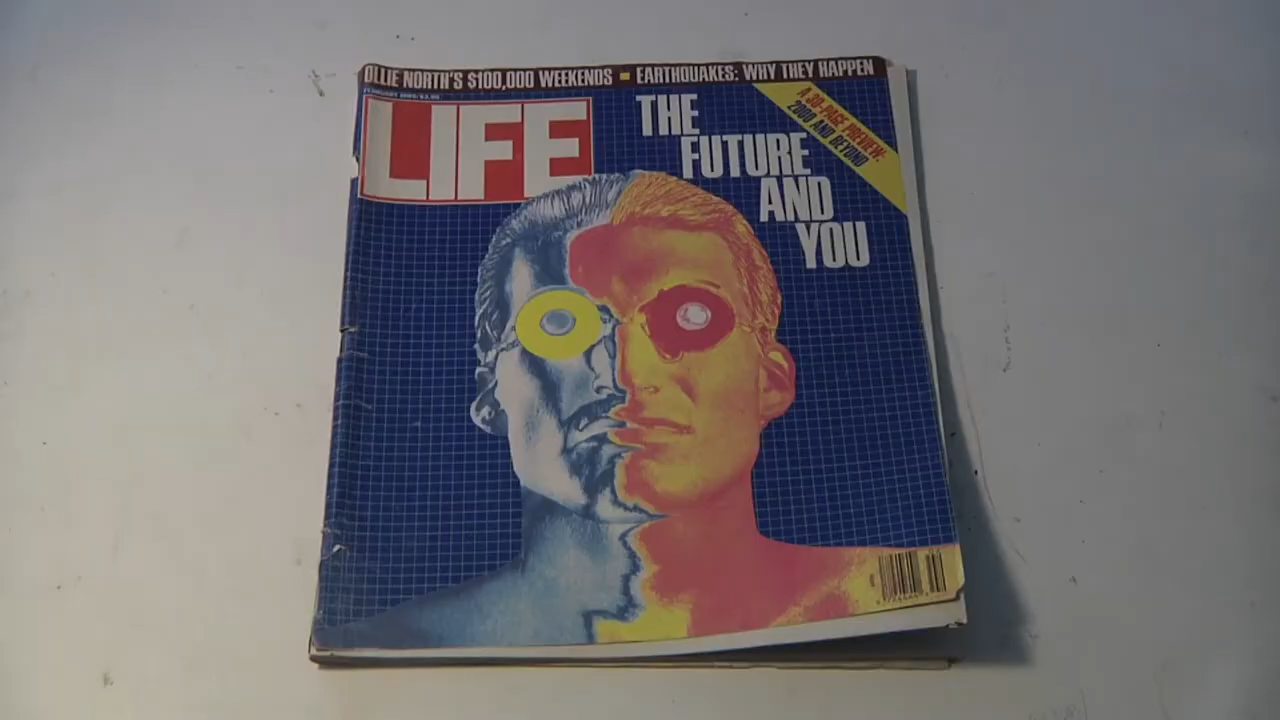 OLLIE NORTH'S $100,000 WEEKENDS ▪ EARTHQUAKES: WHY THEY HAPPEN
LIFE
THE
FUTURE
AND
YOU
A 30-PAGE PREVIEW:
2000 AND BEYOND